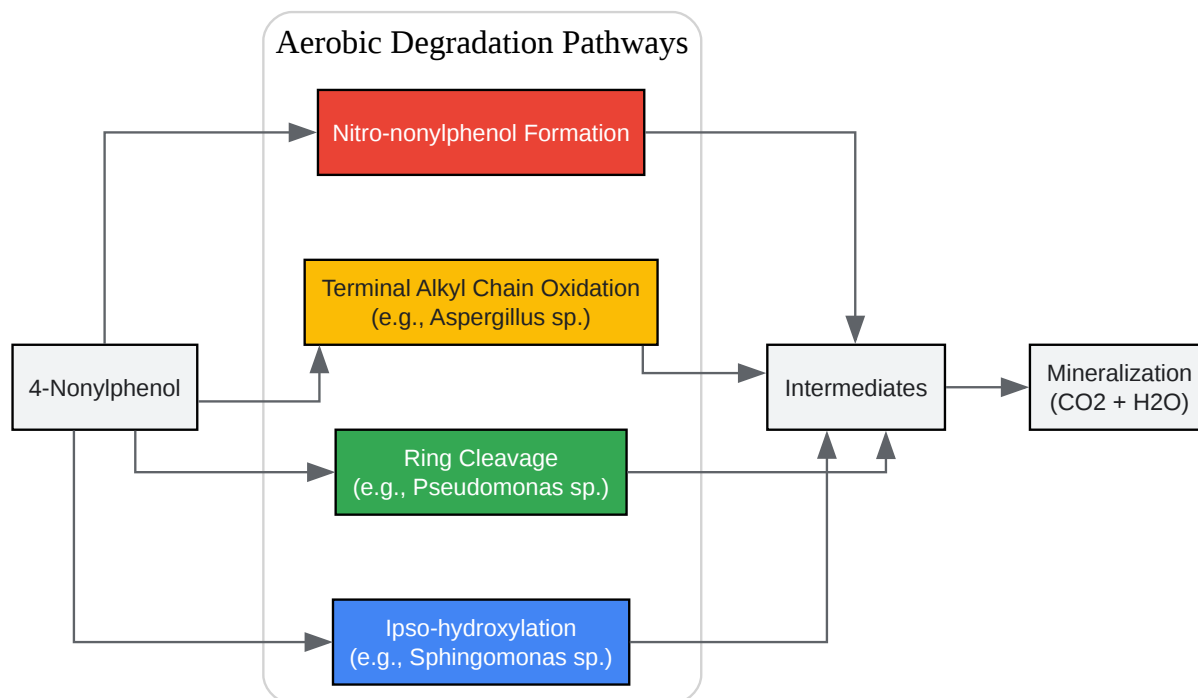 Aerobic Degradation Pathways
Nitro-nonylphenol Formation
Terminal Alkyl Chain Oxidation
(e.g., Aspergillus sp.)
4-Nonylphenol
Intermediates
Mineralization
(CO2 + H2O)
Ring Cleavage
(e.g., Pseudomonas sp.)
Ipso-hydroxylation
(e.g., Sphingomonas sp.)